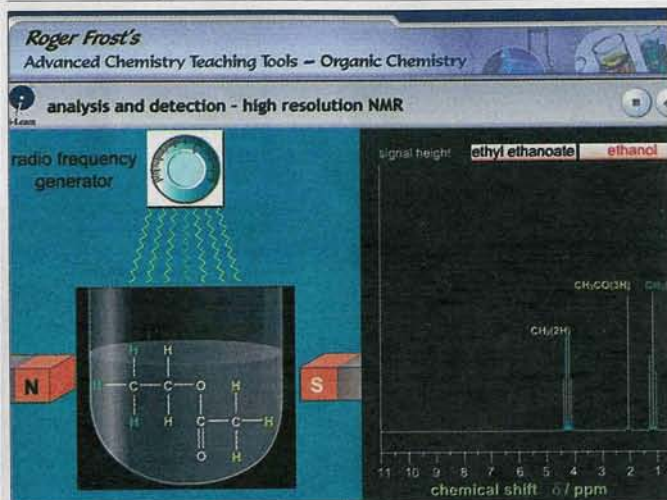 Roger Frost's
Advanced Chemistry Teaching Tools – Organic Chemistry
i-Learn
analysis and detection - high resolution NMR
radio frequency
generator
signal height
ethyl ethanoate
ethanol
CH₃CO(3H)
CH₂(2H)
N
S
H H
H C C O H
H H C C H
O H
11 10 9 8 7 6 5 4 3 2 1
chemical shift δ / ppm